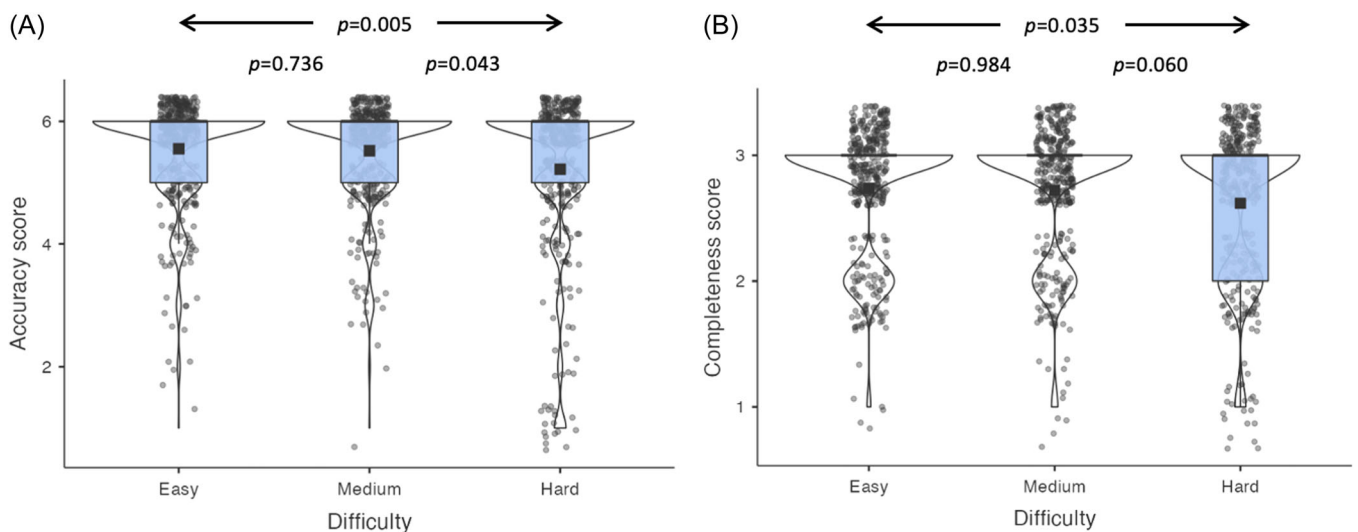 (A)
p=0.005
p=0.736
p=0.043
Accuracy score
6
4
2
Easy
Medium
Hard
Difficulty
(B)
p=0.035
p=0.984
p=0.060
Completeness score
3
2
1
Easy
Medium
Hard
Difficulty